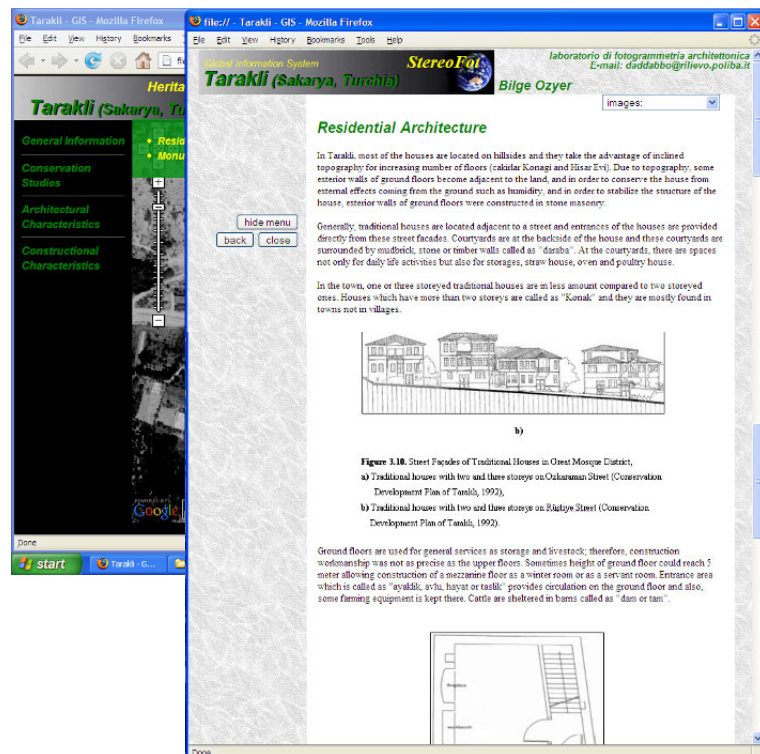 Tarakli - GIS - Mozilla Firefox
File Edit View History Bookmarks
Herita
Tarakli (Sakarya, Tu
General Information
Conservation
Studies
Architectural
Characteristics
Constructional
Characteristics
Resid
Monu
Google
Done
start
Tarakli - G...
file:// - Tarakli - GIS - Mozilla Firefox
File Edit View History Bookmarks Tools Help
Global Information System
Tarakli (Sakarya, Turchia)
StereoFot
Bilge Ozyer
laboratorio di fotogrammetria architettonica
E-mail: daddabbo@rilievo.poliba.it
images:
hide menu
back close
Residential Architecture
In Tarakli, most of the houses are located on hillsides and they take the advantage of inclined
topography for increasing number of floors (cakirlar Konagi and Hisar Evi). Due to topography, some
exterior walls of ground floors become adjacent to the land, and in order to conserve the house from
external effects coming from the ground such as humidity, and in order to stabilize the structure of the
house, exterior walls of ground floors were constructed in stone masonry.
Generally, traditional houses are located adjacent to a street and entrances of the houses are provided
directly from these street facades. Courtyards are at the backside of the house and these courtyards are
surrounded by mudbrick, stone or timber walls called as "daraba". At the courtyards, there are spaces
not only for daily life activities but also for storages, straw house, oven and poultry house.
In the town, one or three storeyed traditional houses are in less amount compared to two storeyed
ones. Houses which have more than two storeys are called as "Konak" and they are mostly found in
towns not in villages.
b)
Figure 3.10. Street Façades of Traditional Houses in Great Mosque District,
a) Traditional houses with two and three storeys on Ozkaraman Street (Conservation
Development Plan of Taraklı, 1992),
b) Traditional houses with two and three storeys on Rüştiye Street (Conservation
Development Plan of Taraklı, 1992).
Ground floors are used for general services as storage and livestock; therefore, construction
workmanship was not as precise as the upper floors. Sometimes height of ground floor could reach 5
meter allowing construction of a mezzanine floor as a winter room or as a servant room. Entrance area
which is called as "ayaklik, avlu, hayat or taslik" provides circulation on the ground floor and also,
some farming equipment is kept there. Cattle are sheltered in barns called as "dam or tam".
fireplace
Done